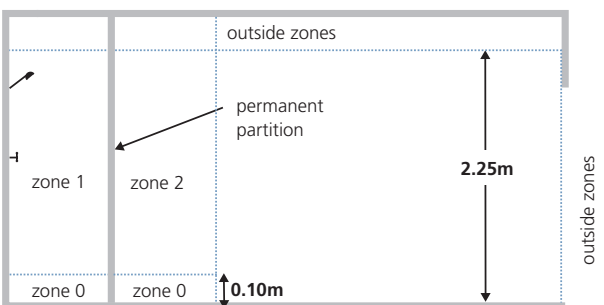 outside zones
permanent
partition
2.25m
zone 1
zone 2
outside zones
zone 0
zone 0
0.10m